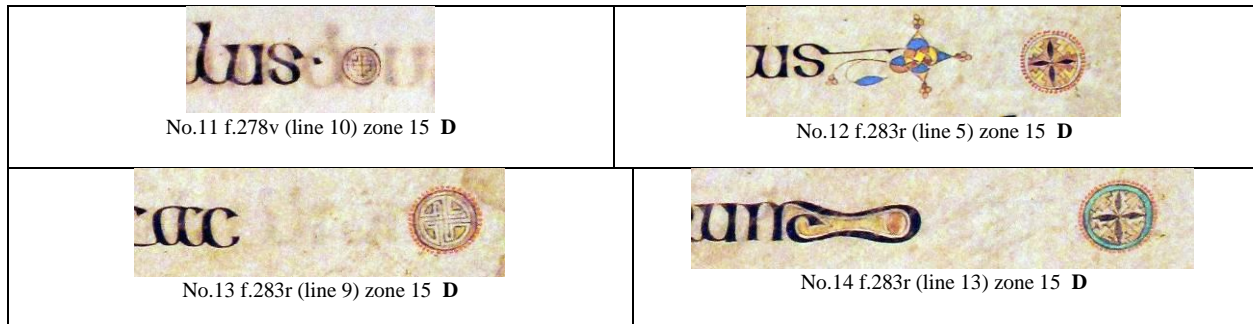 lus·
No.11 f.278v (line 10) zone 15 D
us
No.12 f.283r (line 5) zone 15 D
No.13 f.283r (line 9) zone 15 D
No.14 f.283r (line 13) zone 15 D